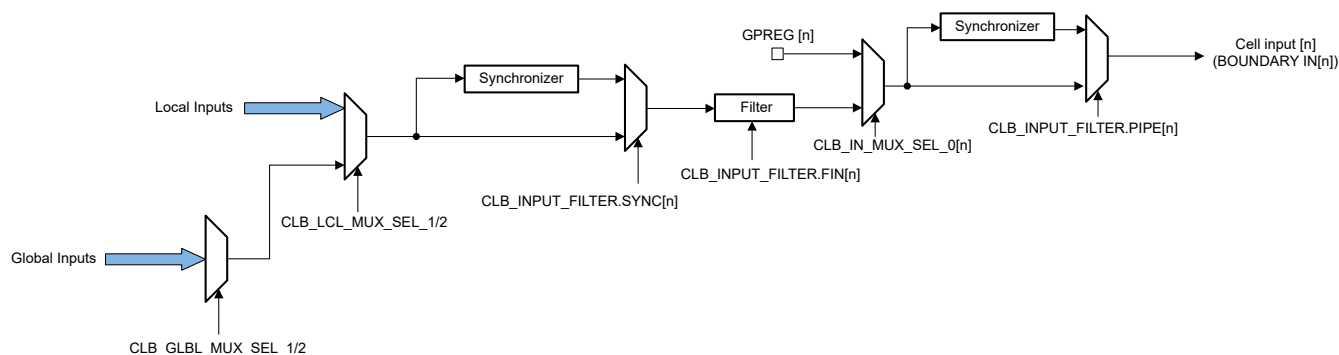 GPREG [n]
Synchronizer
Cell input [n]
(BOUNDARY IN[n])
Synchronizer
Local Inputs
Filter
CLB_INPUT_FILTER.PIPE[n]
CLB_IN_MUX_SEL_0[n]
CLB_INPUT_FILTER.FIN[n]
CLB_INPUT_FILTER.SYNC[n]
CLB_LCL_MUX_SEL_1/2
Global Inputs
CLB_GLBL_MUX_SEL_1/2